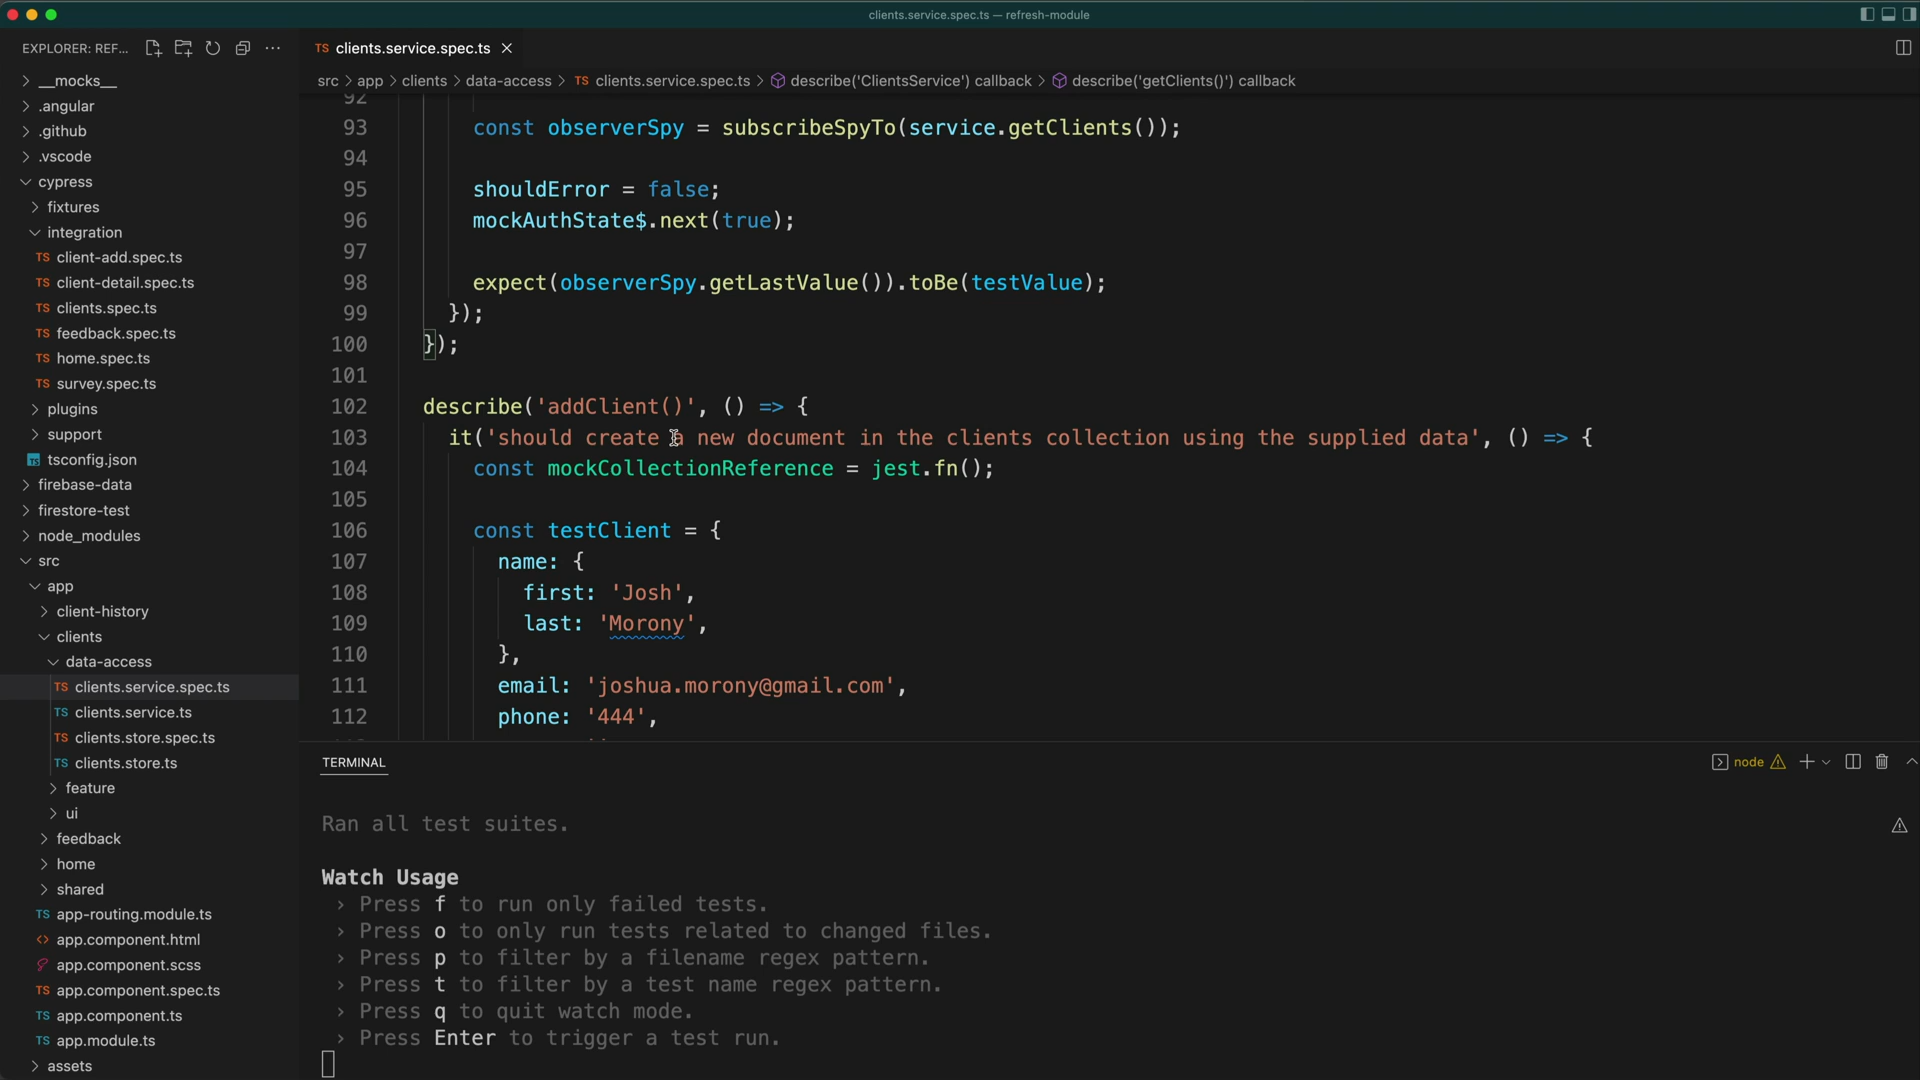 clients.service.spec.ts — refresh-module
EXPLORER: REF...
TS clients.service.spec.ts
src > app > clients > data-access > TS clients.service.spec.ts > describe('ClientsService') callback > describe('getClients()') callback
__mocks__
.angular
.github
.vscode
cypress
fixtures
integration
TS client-add.spec.ts
TS client-detail.spec.ts
TS clients.spec.ts
TS feedback.spec.ts
TS home.spec.ts
TS survey.spec.ts
plugins
support
TS tsconfig.json
firebase-data
firestore-test
node_modules
src
app
client-history
clients
data-access
TS clients.service.spec.ts
TS clients.service.ts
TS clients.store.spec.ts
TS clients.store.ts
feature
ui
feedback
home
shared
TS app-routing.module.ts
<> app.component.html
app.component.scss
TS app.component.spec.ts
TS app.component.ts
TS app.module.ts
assets
92
93 const observerSpy = subscribeSpyTo(service.getClients());
94
95 shouldError = false;
96 mockAuthState$.next(true);
97
98 expect(observerSpy.getLastValue()).toBe(testValue);
99 });
100 });
101
102 describe('addClient()', () => {
103 it('should create a new document in the clients collection using the supplied data', () => {
104 const mockCollectionReference = jest.fn();
105
106 const testClient = {
107 name: {
108 first: 'Josh',
109 last: 'Morony',
110 },
111 email: 'joshua.morony@gmail.com',
112 phone: '444',
TERMINAL
node
Ran all test suites.
Watch Usage
› Press f to run only failed tests.
› Press o to only run tests related to changed files.
› Press p to filter by a filename regex pattern.
› Press t to filter by a test name regex pattern.
› Press q to quit watch mode.
› Press Enter to trigger a test run.